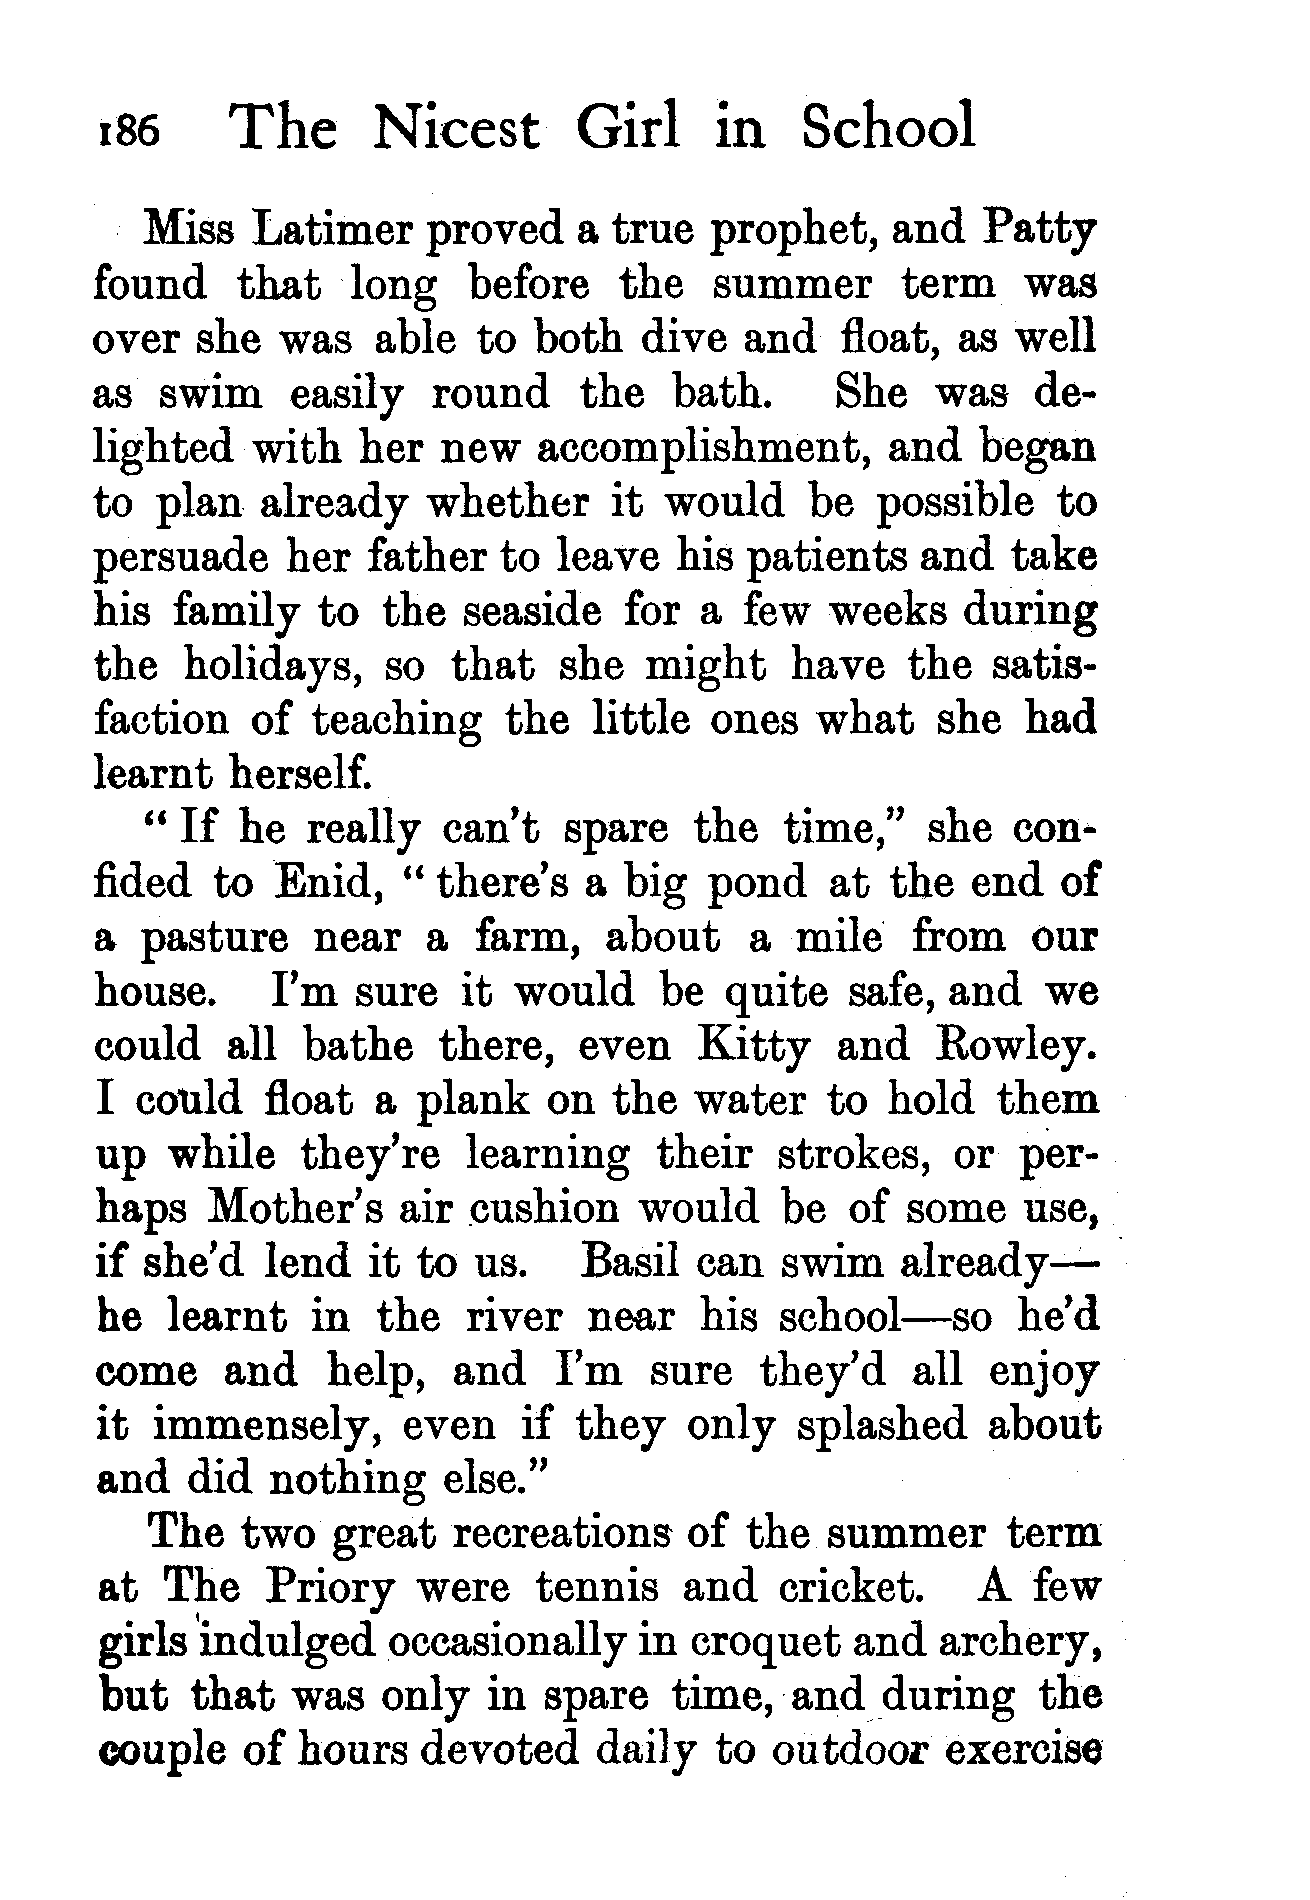 186 The Nicest Girl in School
Miss Latimer proved a true prophet, and Patty
found that long before the summer term was
over she was able to both dive and float, as well
as swim easily round the bath. She was de-
lighted with her new accomplishment, and began
to plan already whether it would be possible to
persuade her father to leave his patients and take
his family to the seaside for a few weeks during
the holidays, so that she might have the satis-
faction of teaching the little ones what she had
learnt herself.
“If he really can’t spare the time,” she con-
fided to Enid, “there’s a big pond at the end of
a pasture near a farm, about a mile from our
house. I’m sure it would be quite safe, and we
could all bathe there, even Kitty and Rowley.
I could float a plank on the water to hold them
up while they’re learning their strokes, or per-
haps Mother’s air cushion would be of some use,
if she’d lend it to us. Basil can swim already—
he learnt in the river near his school—so he’d
come and help, and I’m sure they’d all enjoy
it immensely, even if they only splashed about
and did nothing else.”
The two great recreations of the summer term
at The Priory were tennis and cricket. A few
girls indulged occasionally in croquet and archery,
but that was only in spare time, and during the
couple of hours devoted daily to outdoor exercise